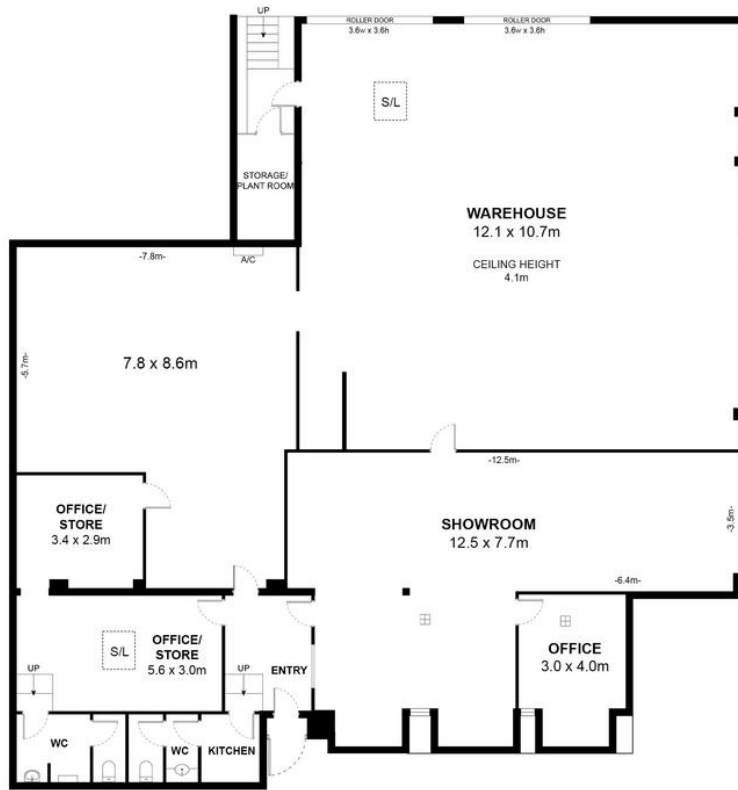 UP
ROLLER DOOR
3.6w x 3.6h
ROLLER DOOR
3.6w x 3.6h
S/L
STORAGE/
PLANT ROOM
WAREHOUSE
12.1 x 10.7m
CEILING HEIGHT
4.1m
-7.8m-
A/C
-5.7m-
7.8 x 8.6m
-12.5m-
OFFICE/
STORE
3.4 x 2.9m
SHOWROOM
12.5 x 7.7m
-3.5m-
-6.4m-
S/L
OFFICE/
STORE
5.6 x 3.0m
UP
UP
ENTRY
OFFICE
3.0 x 4.0m
WC
WC
KITCHEN